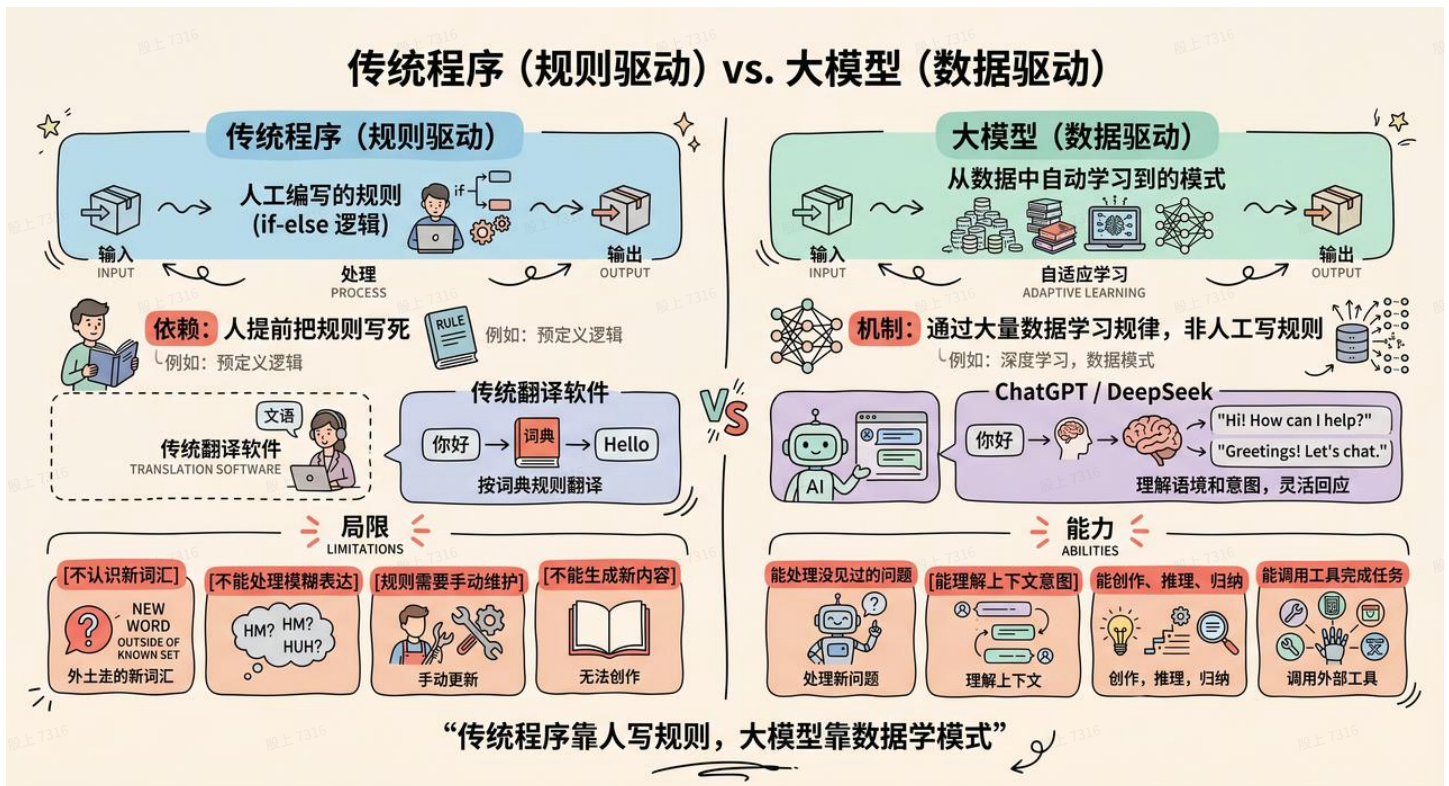 传统程序（规则驱动）vs. 大模型（数据驱动）
传统程序（规则驱动）
人工编写的规则
(if-else 逻辑)
if
输入
INPUT
处理
PROCESS
输出
OUTPUT
依赖：人提前把规则写死
例如：预定义逻辑
RULE
例如：预定义逻辑
传统翻译软件
TRANSLATION SOFTWARE
文语
传统翻译软件
你好
词典
Hello
按词典规则翻译
局限
LIMITATIONS
[不认识新词汇]
?
NEW
WORD
OUTSIDE OF
KNOWN SET
外土走的新词汇
[不能处理模糊表达]
HM? HM?
HUH?
[规则需要手动维护]
手动更新
[不能生成新内容]
无法创作
VS
大模型（数据驱动）
从数据中自动学习到的模式
输入
INPUT
自适应学习
ADAPTIVE LEARNING
输出
OUTPUT
机制：通过大量数据学习规律，非人工写规则
例如：深度学习，数据模式
AI
ChatGPT / DeepSeek
你好
"Hi! How can I help?"
"Greetings! Let's chat."
理解语境和意图，灵活回应
能力
ABILITIES
能处理没见过的问题
?
处理新问题
[能理解上下文意图]
理解上下文
能创作、推理、归纳
创作，推理，归纳
能调用工具完成任务
调用外部工具
“传统程序靠人写规则，大模型靠数据学模式”
殷上 7316